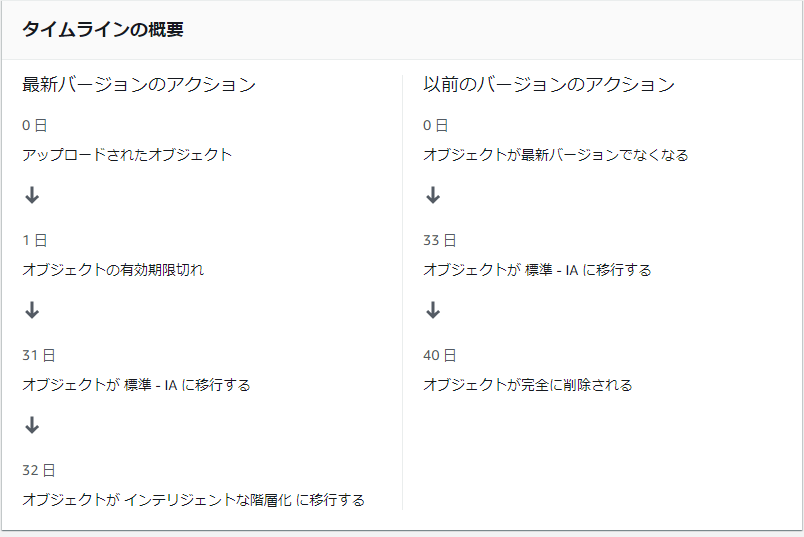 タイムラインの概要
最新バージョンのアクション
0 日
アップロードされたオブジェクト
1 日
オブジェクトの有効期限切れ
31 日
オブジェクトが 標準 - IA に移行する
32 日
オブジェクトが インテリジェントな階層化 に移行する
以前のバージョンのアクション
0 日
オブジェクトが最新バージョンでなくなる
33 日
オブジェクトが 標準 - IA に移行する
40 日
オブジェクトが完全に削除される